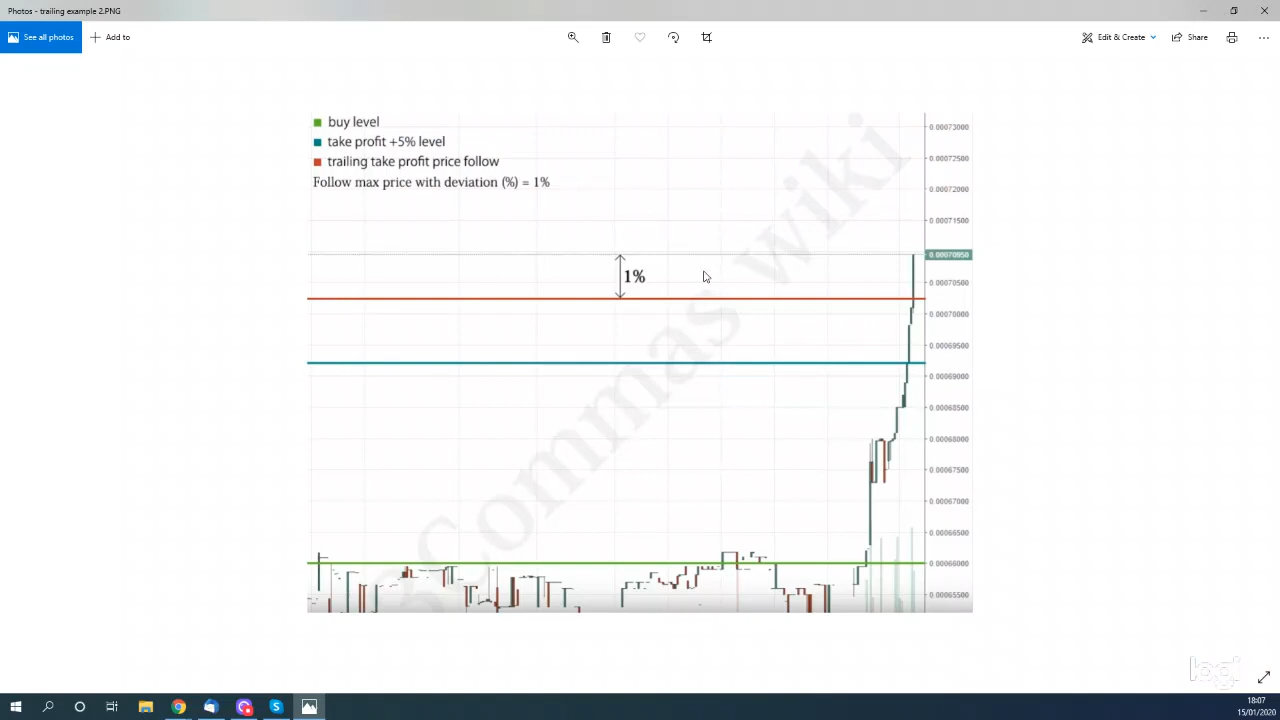 Photos - trailing example 2.PNG
See all photos
Add to
Edit & Create
Share
buy level
take profit +5% level
trailing take profit price follow
Follow max price with deviation (%) = 1%
0.00073000
0.00072500
0.00072000
0.00071500
0.00070950
1%
0.00070500
0.00070000
0.00069500
0.00069000
0.00068500
0.00068000
0.00067500
0.00067000
0.00066500
0.00066000
0.00065500
3Commas wiki
logi
18:07
15/01/2020